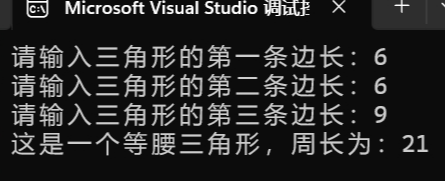 Microsoft Visual Studio 调试
请输入三角形的第一条边长：6
请输入三角形的第二条边长：6
请输入三角形的第三条边长：9
这是一个等腰三角形，周长为：21